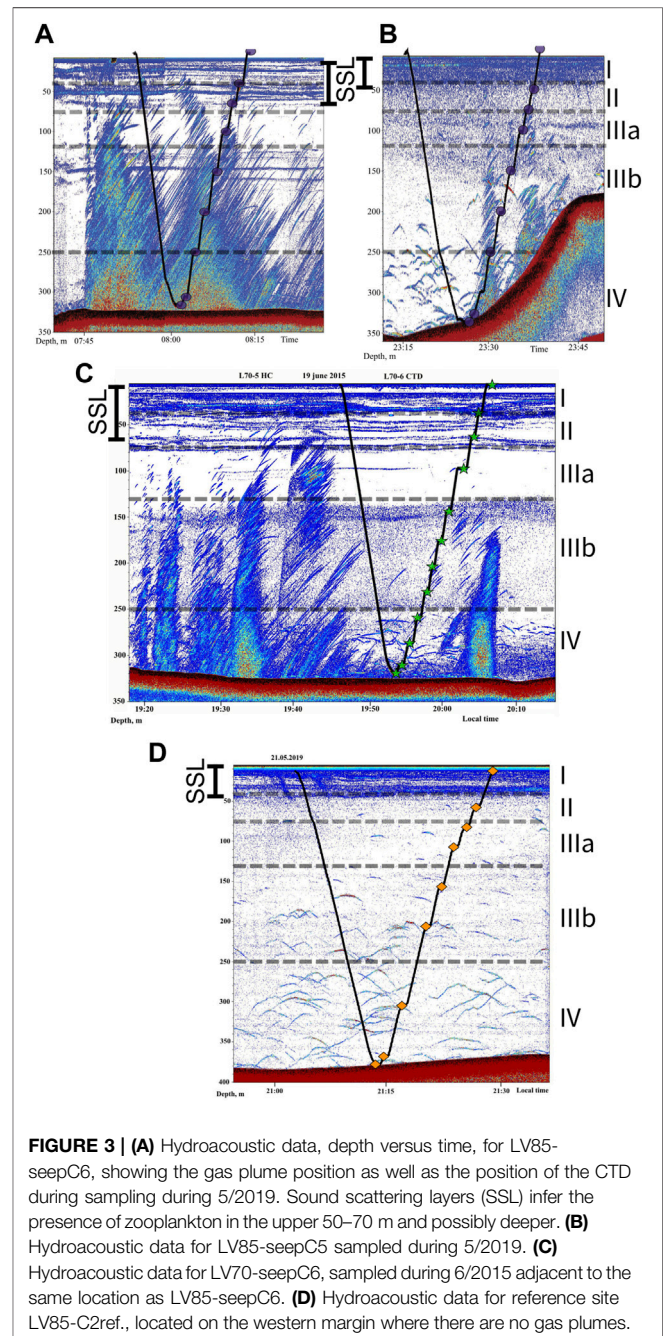 A
B
SSL
SSL
I
II
IIIa
IIIb
IV
50
100
150
200
250
300
350
Depth, m
07:45
08:00
08:15
Time
50
100
150
200
250
300
350
Depth, m
23:15
23:30
Time
23:45
C
L70-5 HC
19 june 2015
L70-6 CTD
SSL
I
II
IIIa
IIIb
IV
50
100
150
200
250
300
350
19:20
19:30
19:40
19:50
20:00
20:10
Depth, m
Local time
D
21.05.2019
SSL
I
II
IIIa
IIIb
IV
50
100
150
200
250
300
350
400
Depth, m
21:00
21:15
Local time
21:30
FIGURE 3 | (A) Hydroacoustic data, depth versus time, for LV85-
seepC6, showing the gas plume position as well as the position of the CTD
during sampling during 5/2019. Sound scattering layers (SSL) infer the
presence of zooplankton in the upper 50–70 m and possibly deeper. (B)
Hydroacoustic data for LV85-seepC5 sampled during 5/2019. (C)
Hydroacoustic data for LV70-seepC6, sampled during 6/2015 adjacent to the
same location as LV85-seepC6. (D) Hydroacoustic data for reference site
LV85-C2ref., located on the western margin where there are no gas plumes.